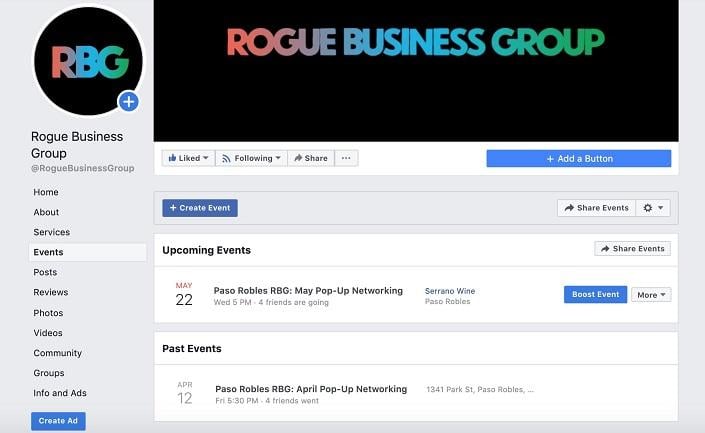 RBG
ROGUE BUSINESS GROUP
Rogue Business
Group
@RogueBusinessGroup
Home
About
Services
Events
Posts
Reviews
Photos
Videos
Community
Groups
Info and Ads
Create Ad
Liked Following Share ...
+ Add a Button
+ Create Event Share Events
Upcoming Events Share Events
MAY
22
Paso Robles RBG: May Pop-Up Networking
Wed 5 PM · 4 friends are going
Serrano Wine
Paso Robles
Boost Event More
Past Events
APR
12
Paso Robles RBG: April Pop-Up Networking
Fri 5:30 PM · 4 friends went
1341 Park St, Paso Robles, ...